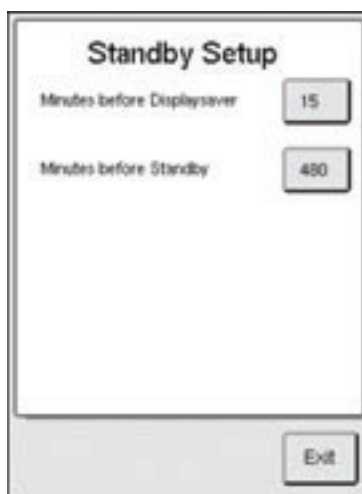 Standby Setup
Minutes before Displaysaver 15
Minutes before Standby 480
Exit